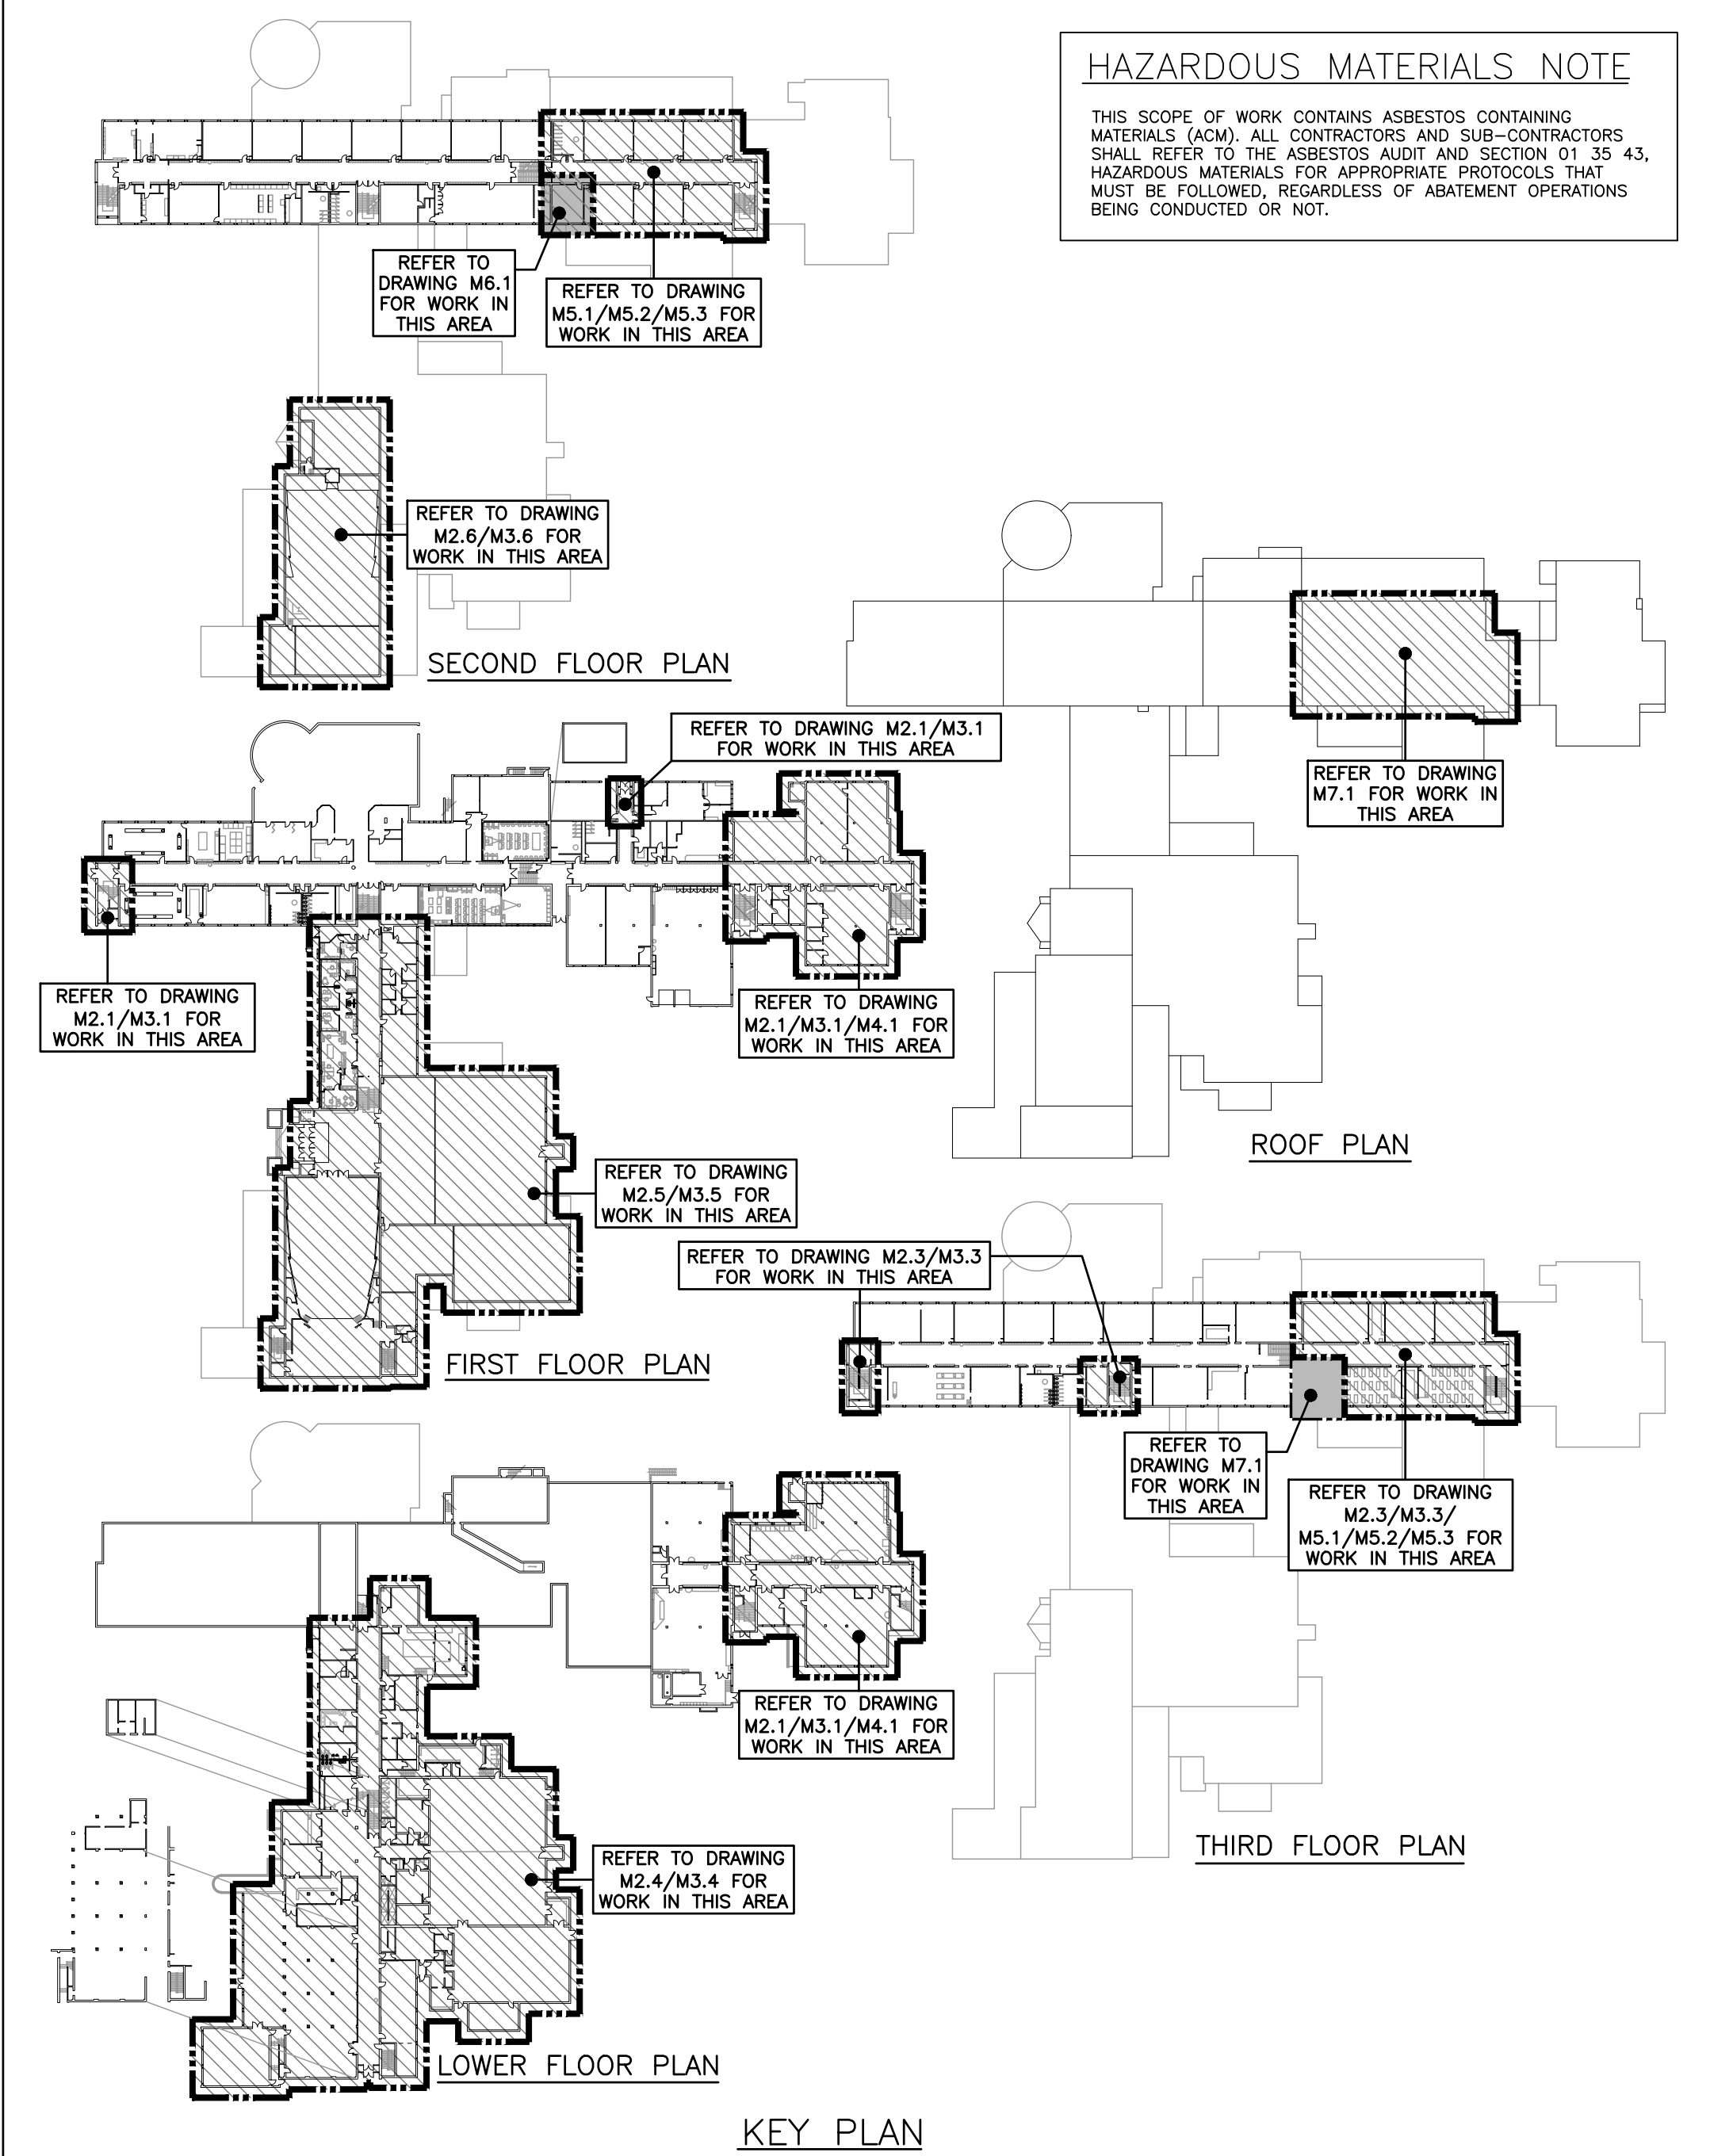 HAZARDOUS MATERIALS NOTE
THIS SCOPE OF WORK CONTAINS ASBESTOS CONTAINING
MATERIALS (ACM). ALL CONTRACTORS AND SUB-CONTRACTORS
SHALL REFER TO THE ASBESTOS AUDIT AND SECTION 01 35 43,
HAZARDOUS MATERIALS FOR APPROPRIATE PROTOCOLS THAT
MUST BE FOLLOWED, REGARDLESS OF ABATEMENT OPERATIONS
BEING CONDUCTED OR NOT.
REFER TO
DRAWING M6.1
FOR WORK IN
THIS AREA
REFER TO DRAWING
M5.1/M5.2/M5.3 FOR
WORK IN THIS AREA
REFER TO DRAWING
M2.6/M3.6 FOR
WORK IN THIS AREA
SECOND FLOOR PLAN
REFER TO DRAWING M2.1/M3.1
FOR WORK IN THIS AREA
REFER TO DRAWING
M7.1 FOR WORK IN
THIS AREA
REFER TO DRAWING
M2.1/M3.1 FOR
WORK IN THIS AREA
REFER TO DRAWING
M2.1/M3.1/M4.1 FOR
WORK IN THIS AREA
ROOF PLAN
REFER TO DRAWING
M2.5/M3.5 FOR
WORK IN THIS AREA
REFER TO DRAWING M2.3/M3.3
FOR WORK IN THIS AREA
FIRST FLOOR PLAN
REFER TO
DRAWING M7.1
FOR WORK IN
THIS AREA
REFER TO DRAWING
M2.3/M3.3/
M5.1/M5.2/M5.3 FOR
WORK IN THIS AREA
REFER TO DRAWING
M2.1/M3.1/M4.1 FOR
WORK IN THIS AREA
THIRD FLOOR PLAN
REFER TO DRAWING
M2.4/M3.4 FOR
WORK IN THIS AREA
LOWER FLOOR PLAN
KEY PLAN